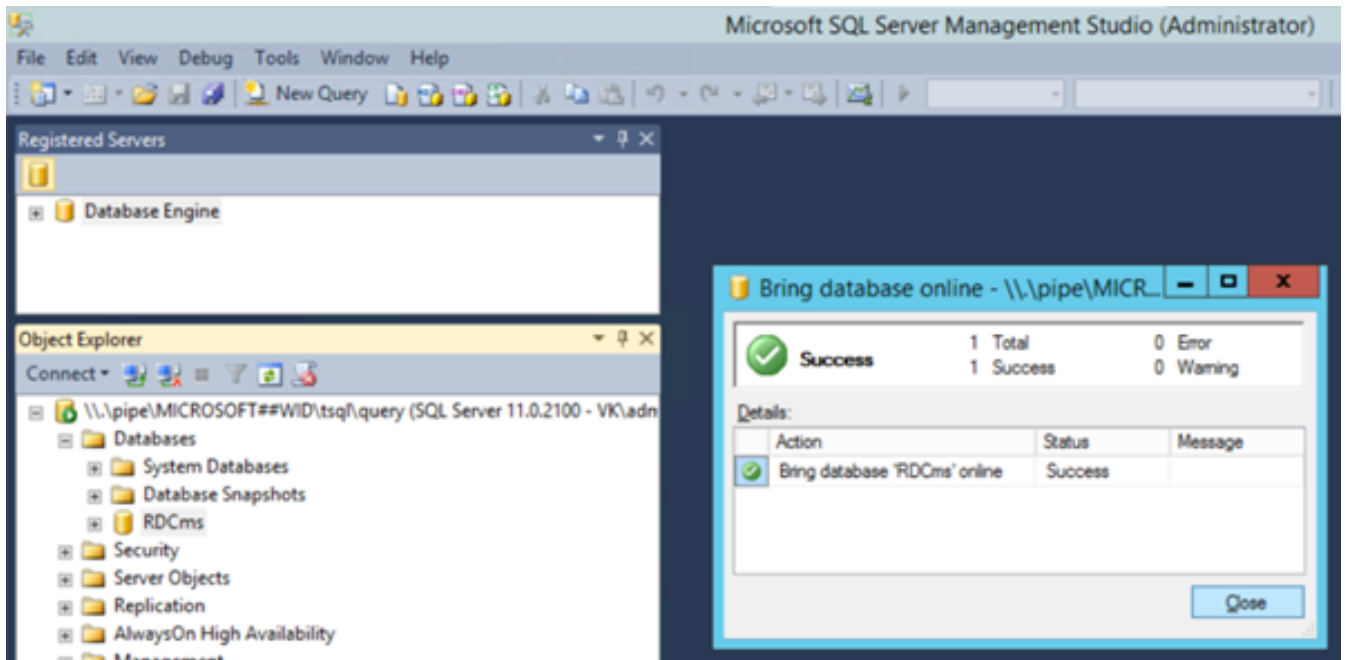 Microsoft SQL Server Management Studio (Administrator)
File Edit View Debug Tools Window Help
New Query
Registered Servers
Database Engine
Bring database online - \\.\pipe\MICR...
Success 1 Total 0 Error
1 Success 0 Warning
Details:
Action Status Message
Bring database 'RDCms' online Success
Close
Object Explorer
Connect
\\.\pipe\MICROSOFT##WID\tsql\query (SQL Server 11.0.2100 - VK\adm
Databases
System Databases
Database Snapshots
RDCms
Security
Server Objects
Replication
AlwaysOn High Availability
Management